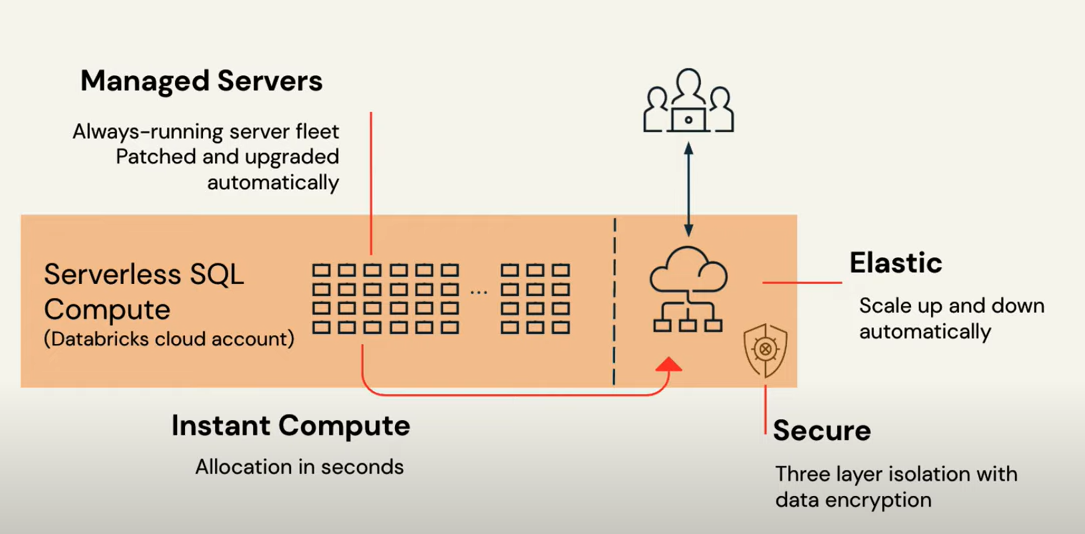 Managed Servers
Always-running server fleet
Patched and upgraded
automatically
Serverless SQL
Compute
(Databricks cloud account)
...
Elastic
Scale up and down
automatically
Instant Compute
Allocation in seconds
Secure
Three layer isolation with
data encryption